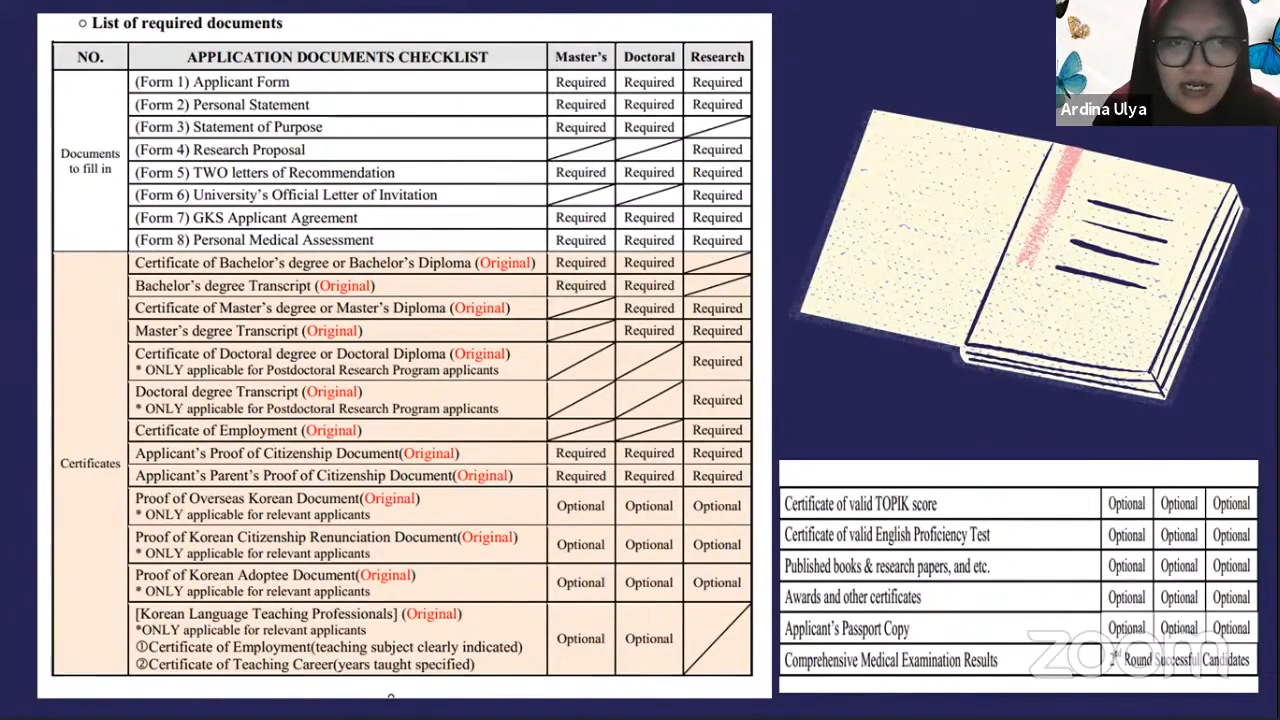 ○ List of required documents
NO. APPLICATION DOCUMENTS CHECKLIST Master's Doctoral Research
Documents to fill in
(Form 1) Applicant Form Required Required Required
(Form 2) Personal Statement Required Required Required
(Form 3) Statement of Purpose Required Required
(Form 4) Research Proposal Required
(Form 5) TWO letters of Recommendation Required Required Required
(Form 6) University's Official Letter of Invitation Required
(Form 7) GKS Applicant Agreement Required Required Required
(Form 8) Personal Medical Assessment Required Required Required
Certificates
Certificate of Bachelor's degree or Bachelor's Diploma (Original) Required Required
Bachelor's degree Transcript (Original) Required Required
Certificate of Master's degree or Master's Diploma (Original) Required Required
Master's degree Transcript (Original) Required Required
Certificate of Doctoral degree or Doctoral Diploma (Original)
* ONLY applicable for Postdoctoral Research Program applicants Required
Doctoral degree Transcript (Original)
* ONLY applicable for Postdoctoral Research Program applicants Required
Certificate of Employment (Original) Required
Applicant's Proof of Citizenship Document(Original) Required Required Required
Applicant's Parent's Proof of Citizenship Document(Original) Required Required Required
Proof of Overseas Korean Document(Original)
* ONLY applicable for relevant applicants Optional Optional Optional
Proof of Korean Citizenship Renunciation Document(Original)
* ONLY applicable for relevant applicants Optional Optional Optional
Proof of Korean Adoptee Document(Original)
* ONLY applicable for relevant applicants Optional Optional Optional
[Korean Language Teaching Professionals] (Original)
*ONLY applicable for relevant applicants
①Certificate of Employment(teaching subject clearly indicated) Optional Optional
②Certificate of Teaching Career(years taught specified)
Ardina Ulya
Certificate of valid TOPIK score Optional Optional Optional
Certificate of valid English Proficiency Test Optional Optional Optional
Published books & research papers, and etc. Optional Optional Optional
Awards and other certificates Optional Optional Optional
Applicant's Passport Copy Optional Optional Optional
Comprehensive Medical Examination Results 2nd Round Successful Candidates
zoom